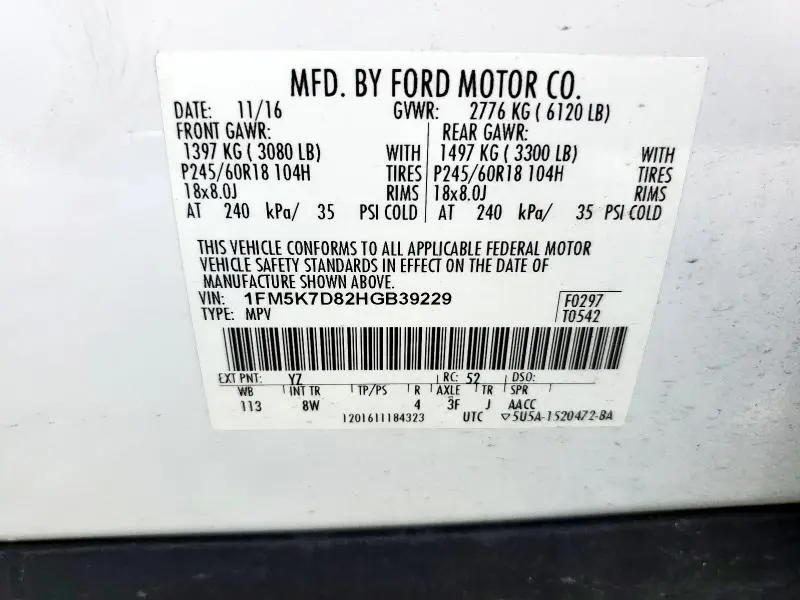 MFD. BY FORD MOTOR CO.
DATE: 11/16 GVWR: 2776 KG ( 6120 LB)
FRONT GAWR: REAR GAWR:
1397 KG ( 3080 LB) WITH 1497 KG ( 3300 LB) WITH
P245/60R18 104H TIRES P245/60R18 104H TIRES
18x8.0J RIMS 18x8.0J RIMS
AT 240 kPa/ 35 PSI COLD AT 240 kPa/ 35 PSI COLD
THIS VEHICLE CONFORMS TO ALL APPLICABLE FEDERAL MOTOR
VEHICLE SAFETY STANDARDS IN EFFECT ON THE DATE OF
MANUFACTURE SHOWN ABOVE.
VIN: 1FM5K7D82HGB39229 F0297
TYPE: MPV T0542
EXT PNT: YZ RC: 52 DSO:
WB INT TR TP/PS R AXLE TR SPR
113 8W 4 3F J AACC
1201611184323 UTC ▽5U5A-1520472-BA